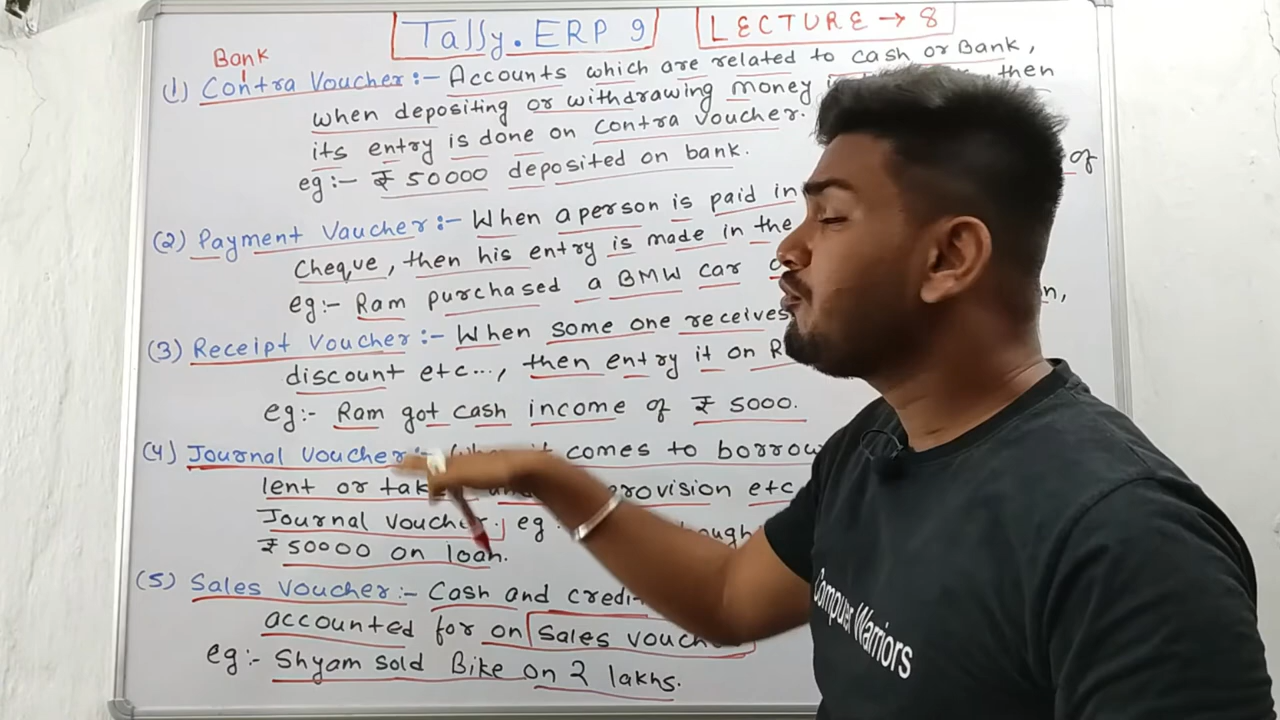 Tally.ERP 9
LECTURE → 8
Bank
(1) Contra Voucher :- Accounts which are related to cash or Bank,
when depositing or withdrawing money then
its entry is done on contra voucher.
eg :- ₹ 50000 deposited on bank. of
(2) Payment Vaucher :- When a person is paid in
cheque, then his entry is made in the
eg:- Ram purchased a BMW car
(3) Receipt Voucher :- When some one receives
discount etc..., then entry it on
eg:- Ram got cash income of ₹ 5000.
(4) Journal Voucher :- comes to borrow
lent or provision etc
Journal Voucher. eg
₹ 50000 on loan.
(5) Sales Voucher :- Cash and credit
accounted for on Sales
eg:- Shyam sold Bike on 2 lakhs.
Computer Warriors